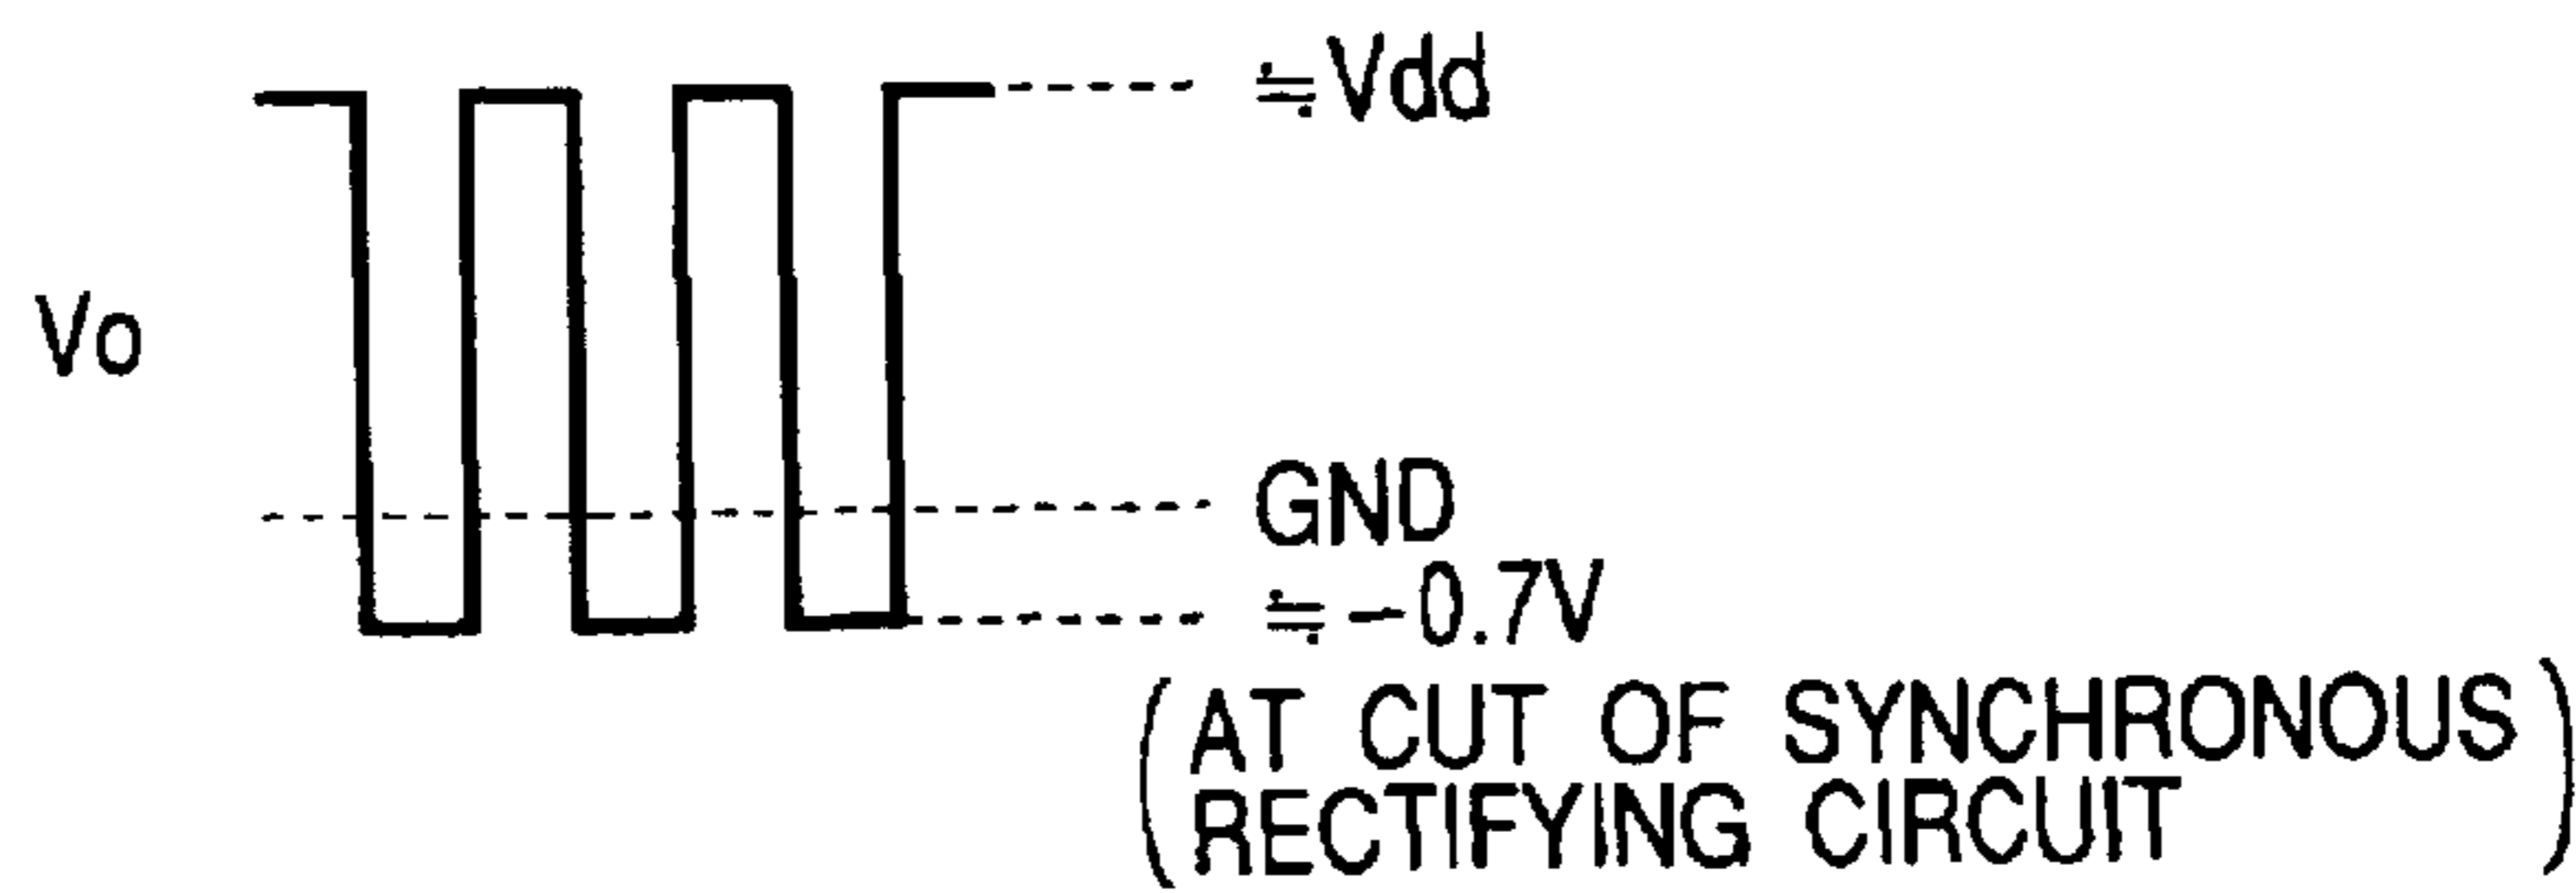 ≒Vdd
Vo
GND
≒-0.7V
(AT CUT OF SYNCHRONOUS
RECTIFYING CIRCUIT)